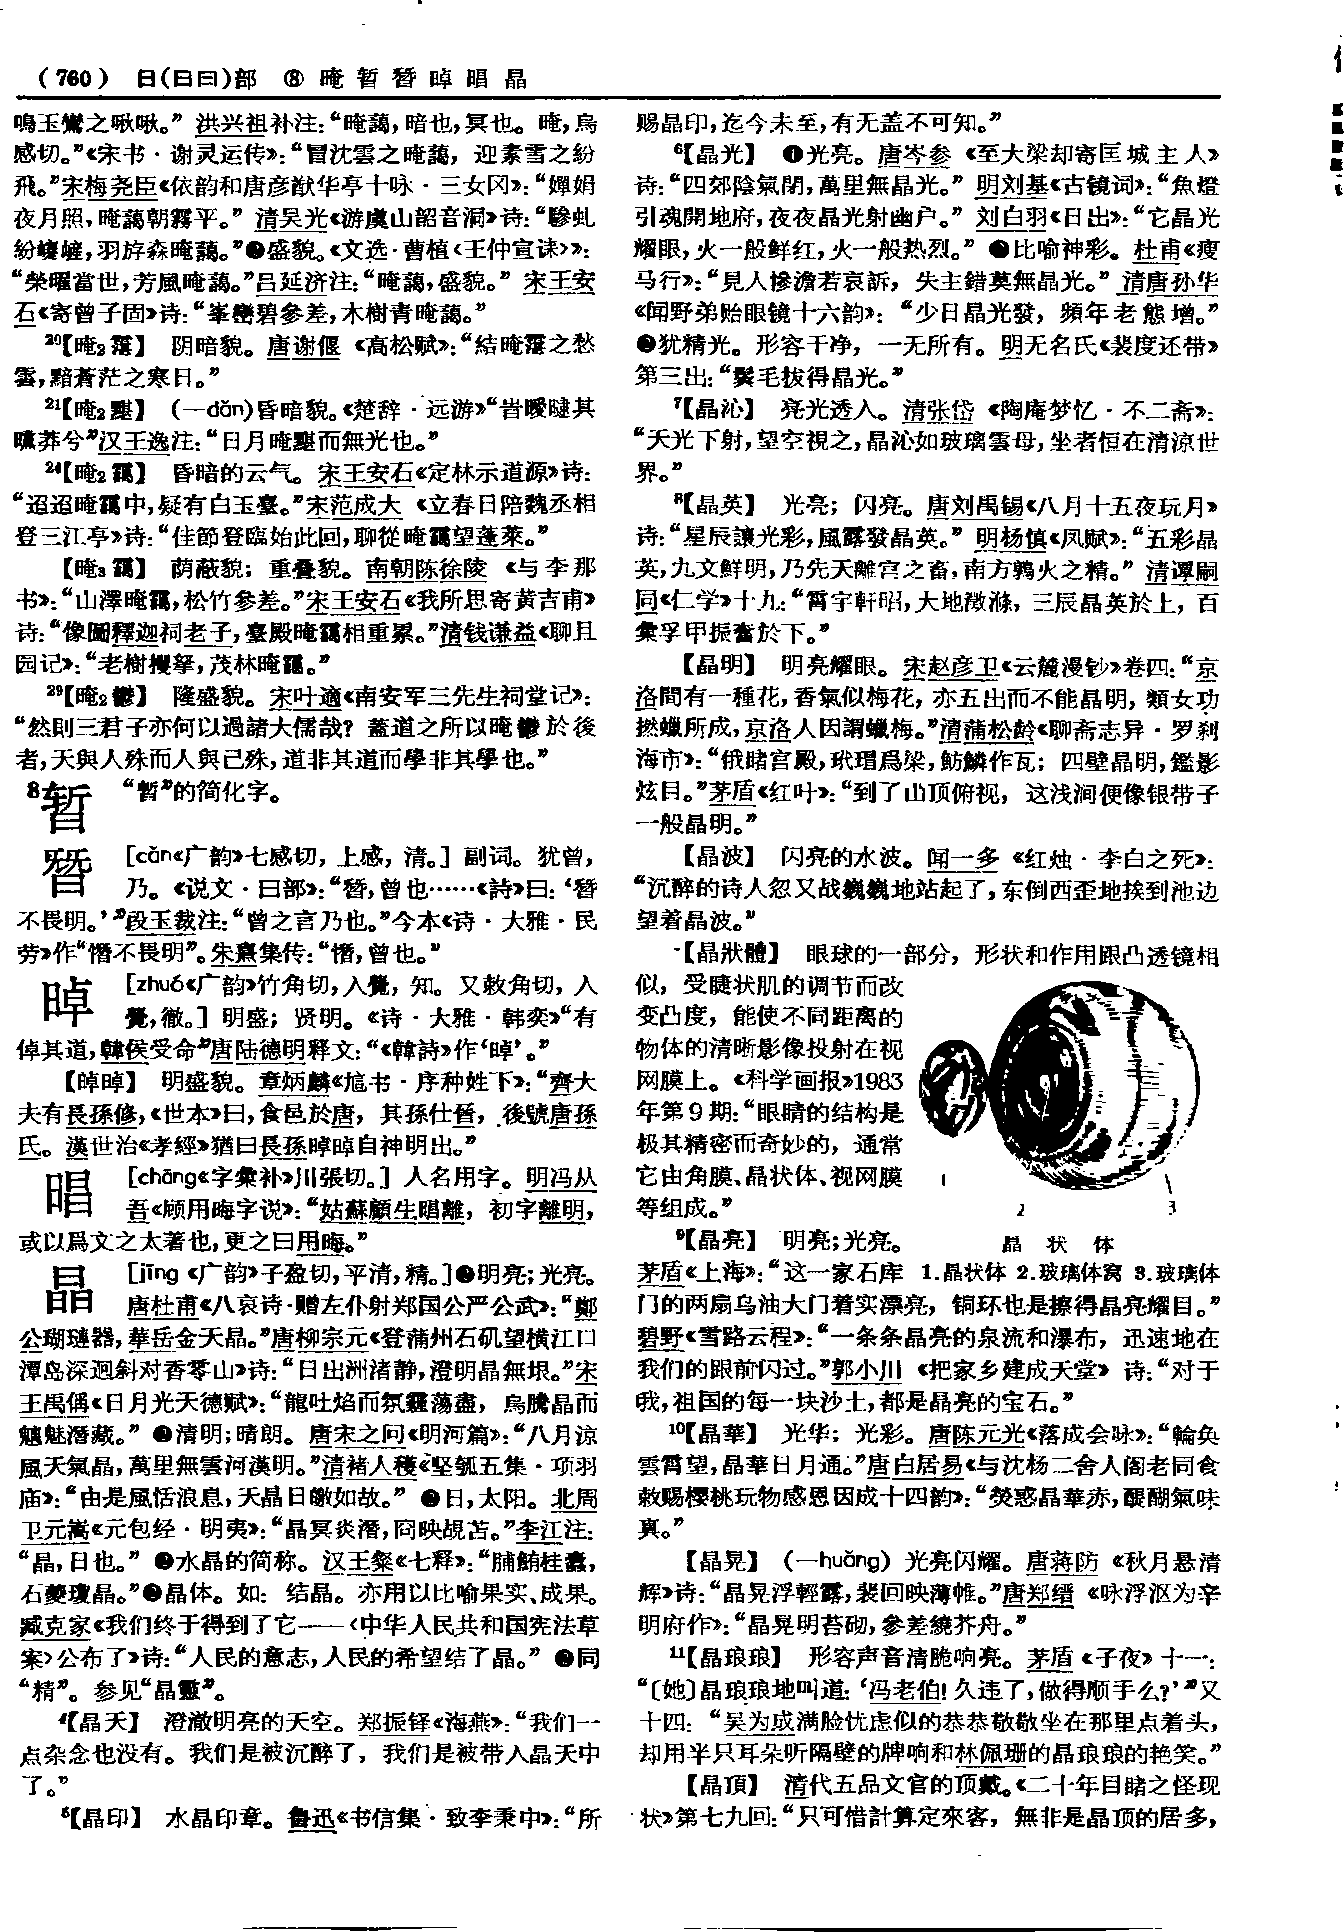 （760） 日(日曰)部 ⑧ 晻暂朁晫晿晶
鳴玉鸞之啾啾。”洪兴祖补注：“晻藹，暗也，冥也。晻，烏
感切。”《宋书·谢灵运传》：“冒沈雲之晻藹，迎素雪之紛
飛。”宋梅尧臣《依韵和唐彦猷华亭十咏·三女冈》：“嬋娟
夜月照，晻藹朝霧平。”清吴光《游虞山韶音洞》诗：“驂虬
紛，羽斿森晻藹。”❷盛貌。《文选·曹植〈王仲宣诔〉》：
“榮曜當世，芳風晻藹。”吕延济注：“晻藹，盛貌。”宋王安
石《寄曾子固》诗：“峯巒碧參差，木樹青晻藹。”
20【晻2靄】 阴暗貌。唐谢偃《高松赋》：“結晻靄之愁
雲，黯蒼茫之寒日。”
21【晻2黮】 (—dǎn)昏暗貌。《楚辞·远游》“旹曖曃其
曭莽兮”汉王逸注：“日月晻黮而無光也。”
24【晻2靄】 昏暗的云气。宋王安石《定林示道源》诗：
“迢迢晻靄中，疑有白玉臺。”宋范成大《立春日陪魏丞相
登三江亭》诗：“佳節登臨始此回，聊從晻靄望蓬萊。”
【晻3靄】 荫蔽貌；重叠貌。南朝陈徐陵《与李那
书》：“山澤晻靄，松竹參差。”宋王安石《我所思寄黄吉甫》
诗：“像圖釋迦祠老子，臺殿晻靄相重累。”清钱谦益《聊且
园记》：“老樹攫拏，茂林晻靄。”
29【晻2鬱】 隆盛貌。宋叶適《南安军三先生祠堂记》：
“然則三君子亦何以過諸大儒哉？蓋道之所以晻鬱於後
者，天與人殊而人與己殊，道非其道而學非其學也。”
8暂 “暫”的简化字。
朁 [cǎn《广韵》七感切，上感，清。] 副词。犹曾，
乃。《说文·曰部》：“朁，曾也……《詩》曰：‘朁
不畏明。’”段玉裁注：“曾之言乃也。”今本《诗·大雅·民
劳》作“憯不畏明”。朱熹集传：“憯，曾也。”
晫 [zhuó《广韵》竹角切，入覺，知。又敕角切，入
覺，徹。] 明盛；贤明。《诗·大雅·韩奕》“有
倬其道，韓侯受命”唐陆德明释文：“《韓詩》作‘晫’。”
【晫晫】 明盛貌。章炳麟《訄书·序种姓下》：“齊大
夫有長孫修，《世本》曰，食邑於唐，其孫仕晉，後號唐孫
氏。漢世治《孝經》猶曰長孫晫晫自神明出。”
晿 [chāng《字彙补》川張切。] 人名用字。明冯从
吾《顾用晦字说》：“姑蘇顧生晿離，初字離明，
或以爲文之太著也，更之曰用晦。”
晶 [jīng《广韵》子盈切，平清，精。]❶明亮；光亮。
唐杜甫《八哀诗·赠左仆射郑国公严公武》：“鄭
公瑚璉器，華岳金天晶。”唐柳宗元《登蒲州石矶望横江口
潭岛深迥斜对香零山》诗：“日出洲渚静，澄明晶無垠。”宋
王禹偁《日月光天德赋》：“龍吐焰而氛霾蕩盡，烏騰晶而
魑魅潛藏。”❷清明；晴朗。唐宋之问《明河篇》：“八月涼
風天氣晶，萬里無雲河漢明。”清褚人穫《坚瓠五集·项羽
庙》：“由是風恬浪息，天晶日皦如故。”❸日，太阳。北周
卫元嵩《元包经·明夷》：“晶冥炎潛，冏映覘苫。”李江注：
“晶，日也。”❹水晶的简称。汉王粲《七释》：“脯鮪桂蠹，
石蔆瓊晶。”❺晶体。如：结晶。亦用以比喻果实、成果。
臧克家《我们终于得到了它——〈中华人民共和国宪法草
案〉公布了》诗：“人民的意志，人民的希望结了晶。”❻同
“精”。参见“晶靈”。
4【晶天】 澄澈明亮的天空。郑振铎《海燕》：“我们一
点杂念也没有。我们是被沉醉了，我们是被带入晶天中
了。”
5【晶印】 水晶印章。鲁迅《书信集·致李秉中》：“所
赐晶印，迄今未至，有无盖不可知。”
6【晶光】 ❶光亮。唐岑参《至大梁却寄匡城主人》
诗：“四郊陰氣閉，萬里無晶光。”明刘基《古镜词》：“魚燈
引魂開地府，夜夜晶光射幽户。”刘白羽《日出》：“它晶光
耀眼，火一般鲜红，火一般热烈。”❷比喻神彩。杜甫《瘦
马行》：“見人慘澹若哀訴，失主錯莫無晶光。”清唐孙华
《闻野弟贻眼镜十六韵》：“少日晶光發，頻年老態增。”
❸犹精光。形容干净，一无所有。明无名氏《裴度还带》
第三出：“鬓毛拔得晶光。”
7【晶沁】 亮光透入。清张岱《陶庵梦忆·不二斋》：
“天光下射，望空視之，晶沁如玻璃雲母，坐者恒在清涼世
界。”
8【晶英】 光亮；闪亮。唐刘禹锡《八月十五夜玩月》
诗：“星辰讓光彩，風露發晶英。”明杨慎《凤赋》：“五彩晶
英，九文鮮明，乃先天離宫之畜，南方鶉火之精。”清谭嗣
同《仁学》十九：“霄宇軒昭，大地澂滌，三辰晶英於上，百
彙孚甲振奮於下。”
【晶明】 明亮耀眼。宋赵彦卫《云麓漫钞》卷四：“京
洛間有一種花，香氣似梅花，亦五出而不能晶明，類女功
撚蠟所成，京洛人因謂蠟梅。”清蒲松龄《聊斋志异·罗刹
海市》：“俄睹宫殿，玳瑁爲梁，魴鱗作瓦；四壁晶明，鑑影
炫目。”茅盾《红叶》：“到了山顶俯视，这浅涧便像银带子
一般晶明。”
【晶波】 闪亮的水波。闻一多《红烛·李白之死》：
“沉醉的诗人忽又战巍巍地站起了，东倒西歪地挨到池边
望着晶波。”
【晶狀體】 眼球的一部分，形状和作用跟凸透镜相
似，受睫状肌的调节而改
变凸度，能使不同距离的
物体的清晰影像投射在视
网膜上。《科学画报》1983
年第9期：“眼睛的结构是
极其精密而奇妙的，通常
它由角膜、晶状体、视网膜
等组成。”
1
2
3
晶状体
1.晶状体 2.玻璃体窝 3.玻璃体
9【晶亮】 明亮；光亮。
茅盾《上海》：“这一家石库
门的两扇乌油大门着实漂亮，铜环也是擦得晶亮耀目。”
碧野《雪路云程》：“一条条晶亮的泉流和瀑布，迅速地在
我们的眼前闪过。”郭小川《把家乡建成天堂》诗：“对于
我，祖国的每一块沙土，都是晶亮的宝石。”
10【晶華】 光华；光彩。唐陈元光《落成会咏》：“輪奂
雲霄望，晶華日月通。”唐白居易《与沈杨二舍人阁老同食
敕赐樱桃玩物感恩因成十四韵》：“熒惑晶華赤，醍醐氣味
真。”
【晶晃】 (—huǎng) 光亮闪耀。唐蒋防《秋月悬清
辉》诗：“晶晃浮輕露，裴回映薄帷。”唐郑缙《咏浮沤为辛
明府作》：“晶晃明苔砌，參差繞芥舟。”
11【晶琅琅】 形容声音清脆响亮。茅盾《子夜》十一：
“〔她〕晶琅琅地叫道：‘冯老伯！久违了，做得顺手么？’”又
十四：“吴为成满脸忧虑似的恭恭敬敬坐在那里点着头，
却用半只耳朵听隔壁的牌响和林佩珊的晶琅琅的艳笑。”
【晶頂】 清代五品文官的顶戴。《二十年目睹之怪现
状》第七九回：“只可惜計算定來客，無非是晶顶的居多，